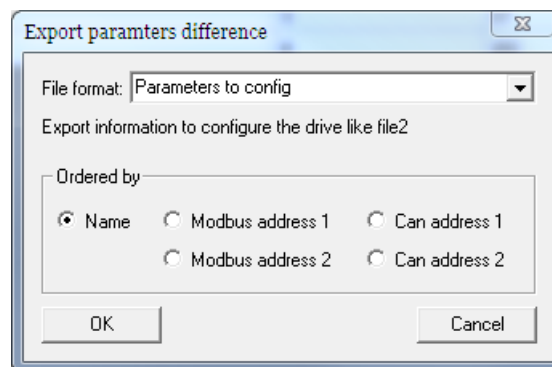 Export paramters difference
File format: Parameters to config
Export information to configure the drive like file2
Ordered by
Name Modbus address 1 Can address 1
Modbus address 2 Can address 2
OK Cancel